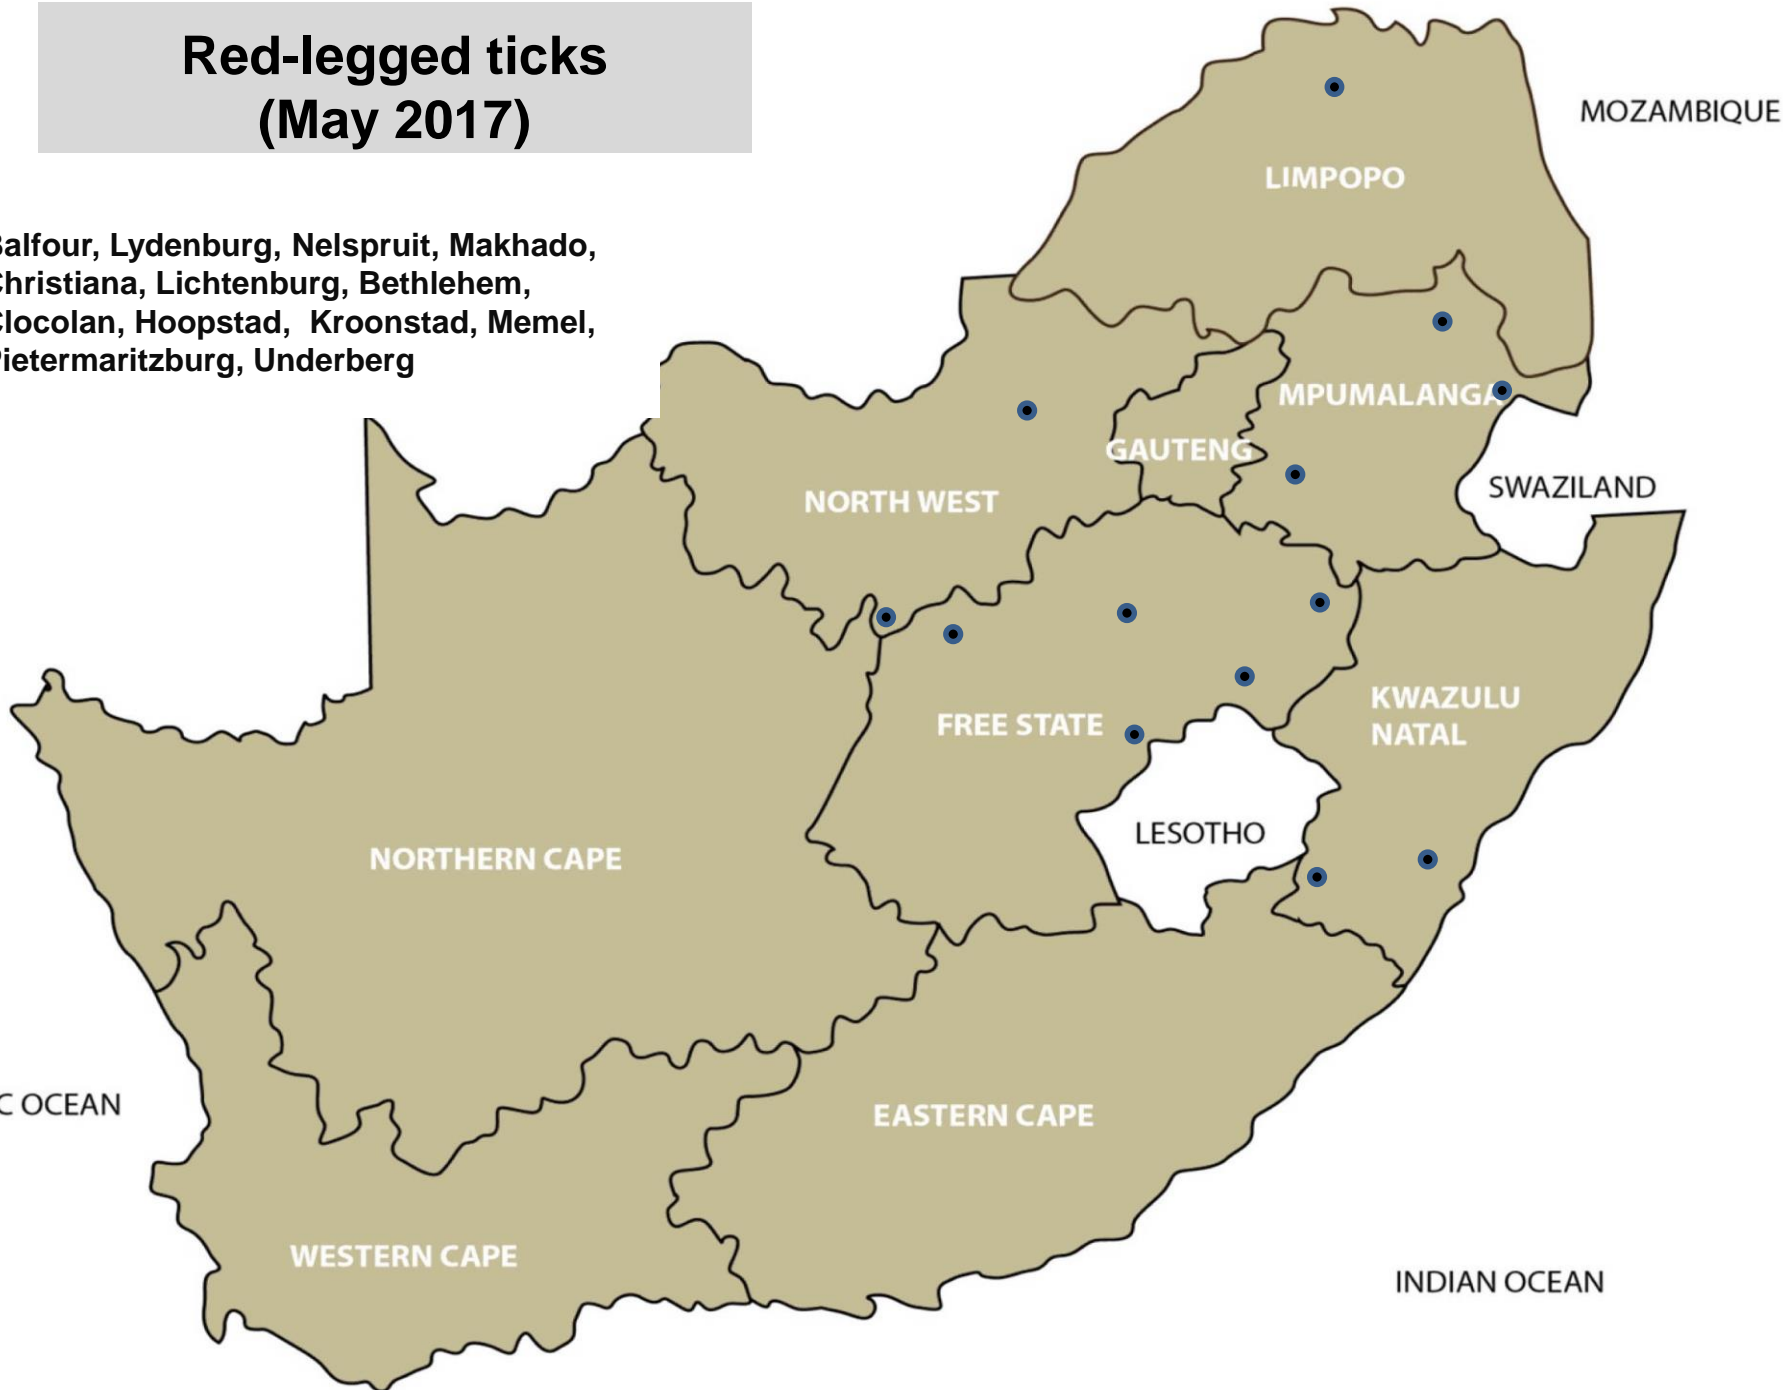 Red-legged ticks
(May 2017)
MOZAMBIQUE
LIMPOPO
alfour, Lydenburg, Nelspruit, Makhado,
hristiana, Lichtenburg, Bethlehem,
locolan, Hoopstad, Kroonstad, Memel,
ietermaritzburg, Underberg
MPUMALANGA
GAUTENG
SWAZILAND
NORTH WEST
KWAZULU
NATAL
FREE STATE
LESOTHO
NORTHERN CAPE
C OCEAN
EASTERN CAPE
WESTERN CAPE
INDIAN OCEAN